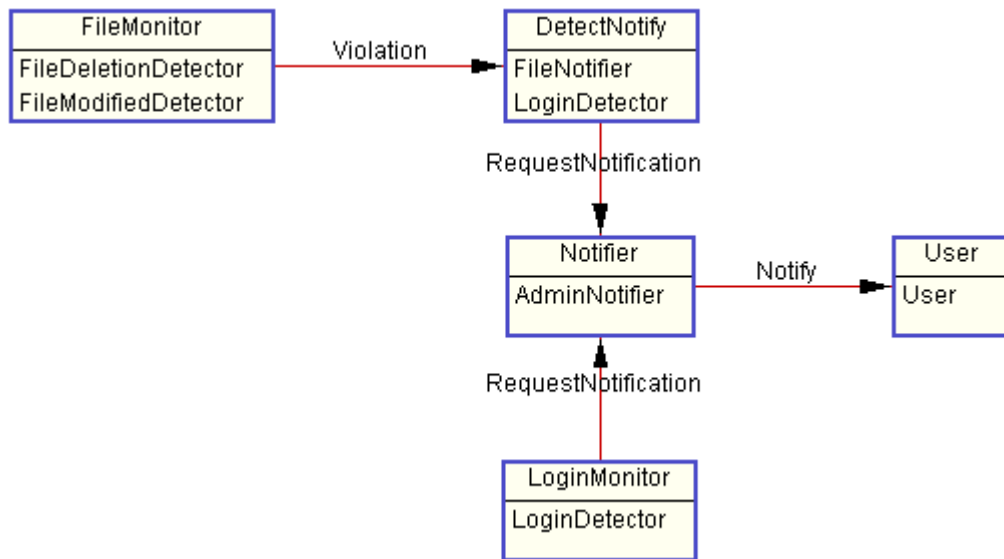 FileMonitor
FileDeletionDetector
FileModifiedDetector
Violation
DetectNotify
FileNotifier
LoginDetector
RequestNotification
Notifier
AdminNotifier
Notify
User
User
RequestNotification
LoginMonitor
LoginDetector